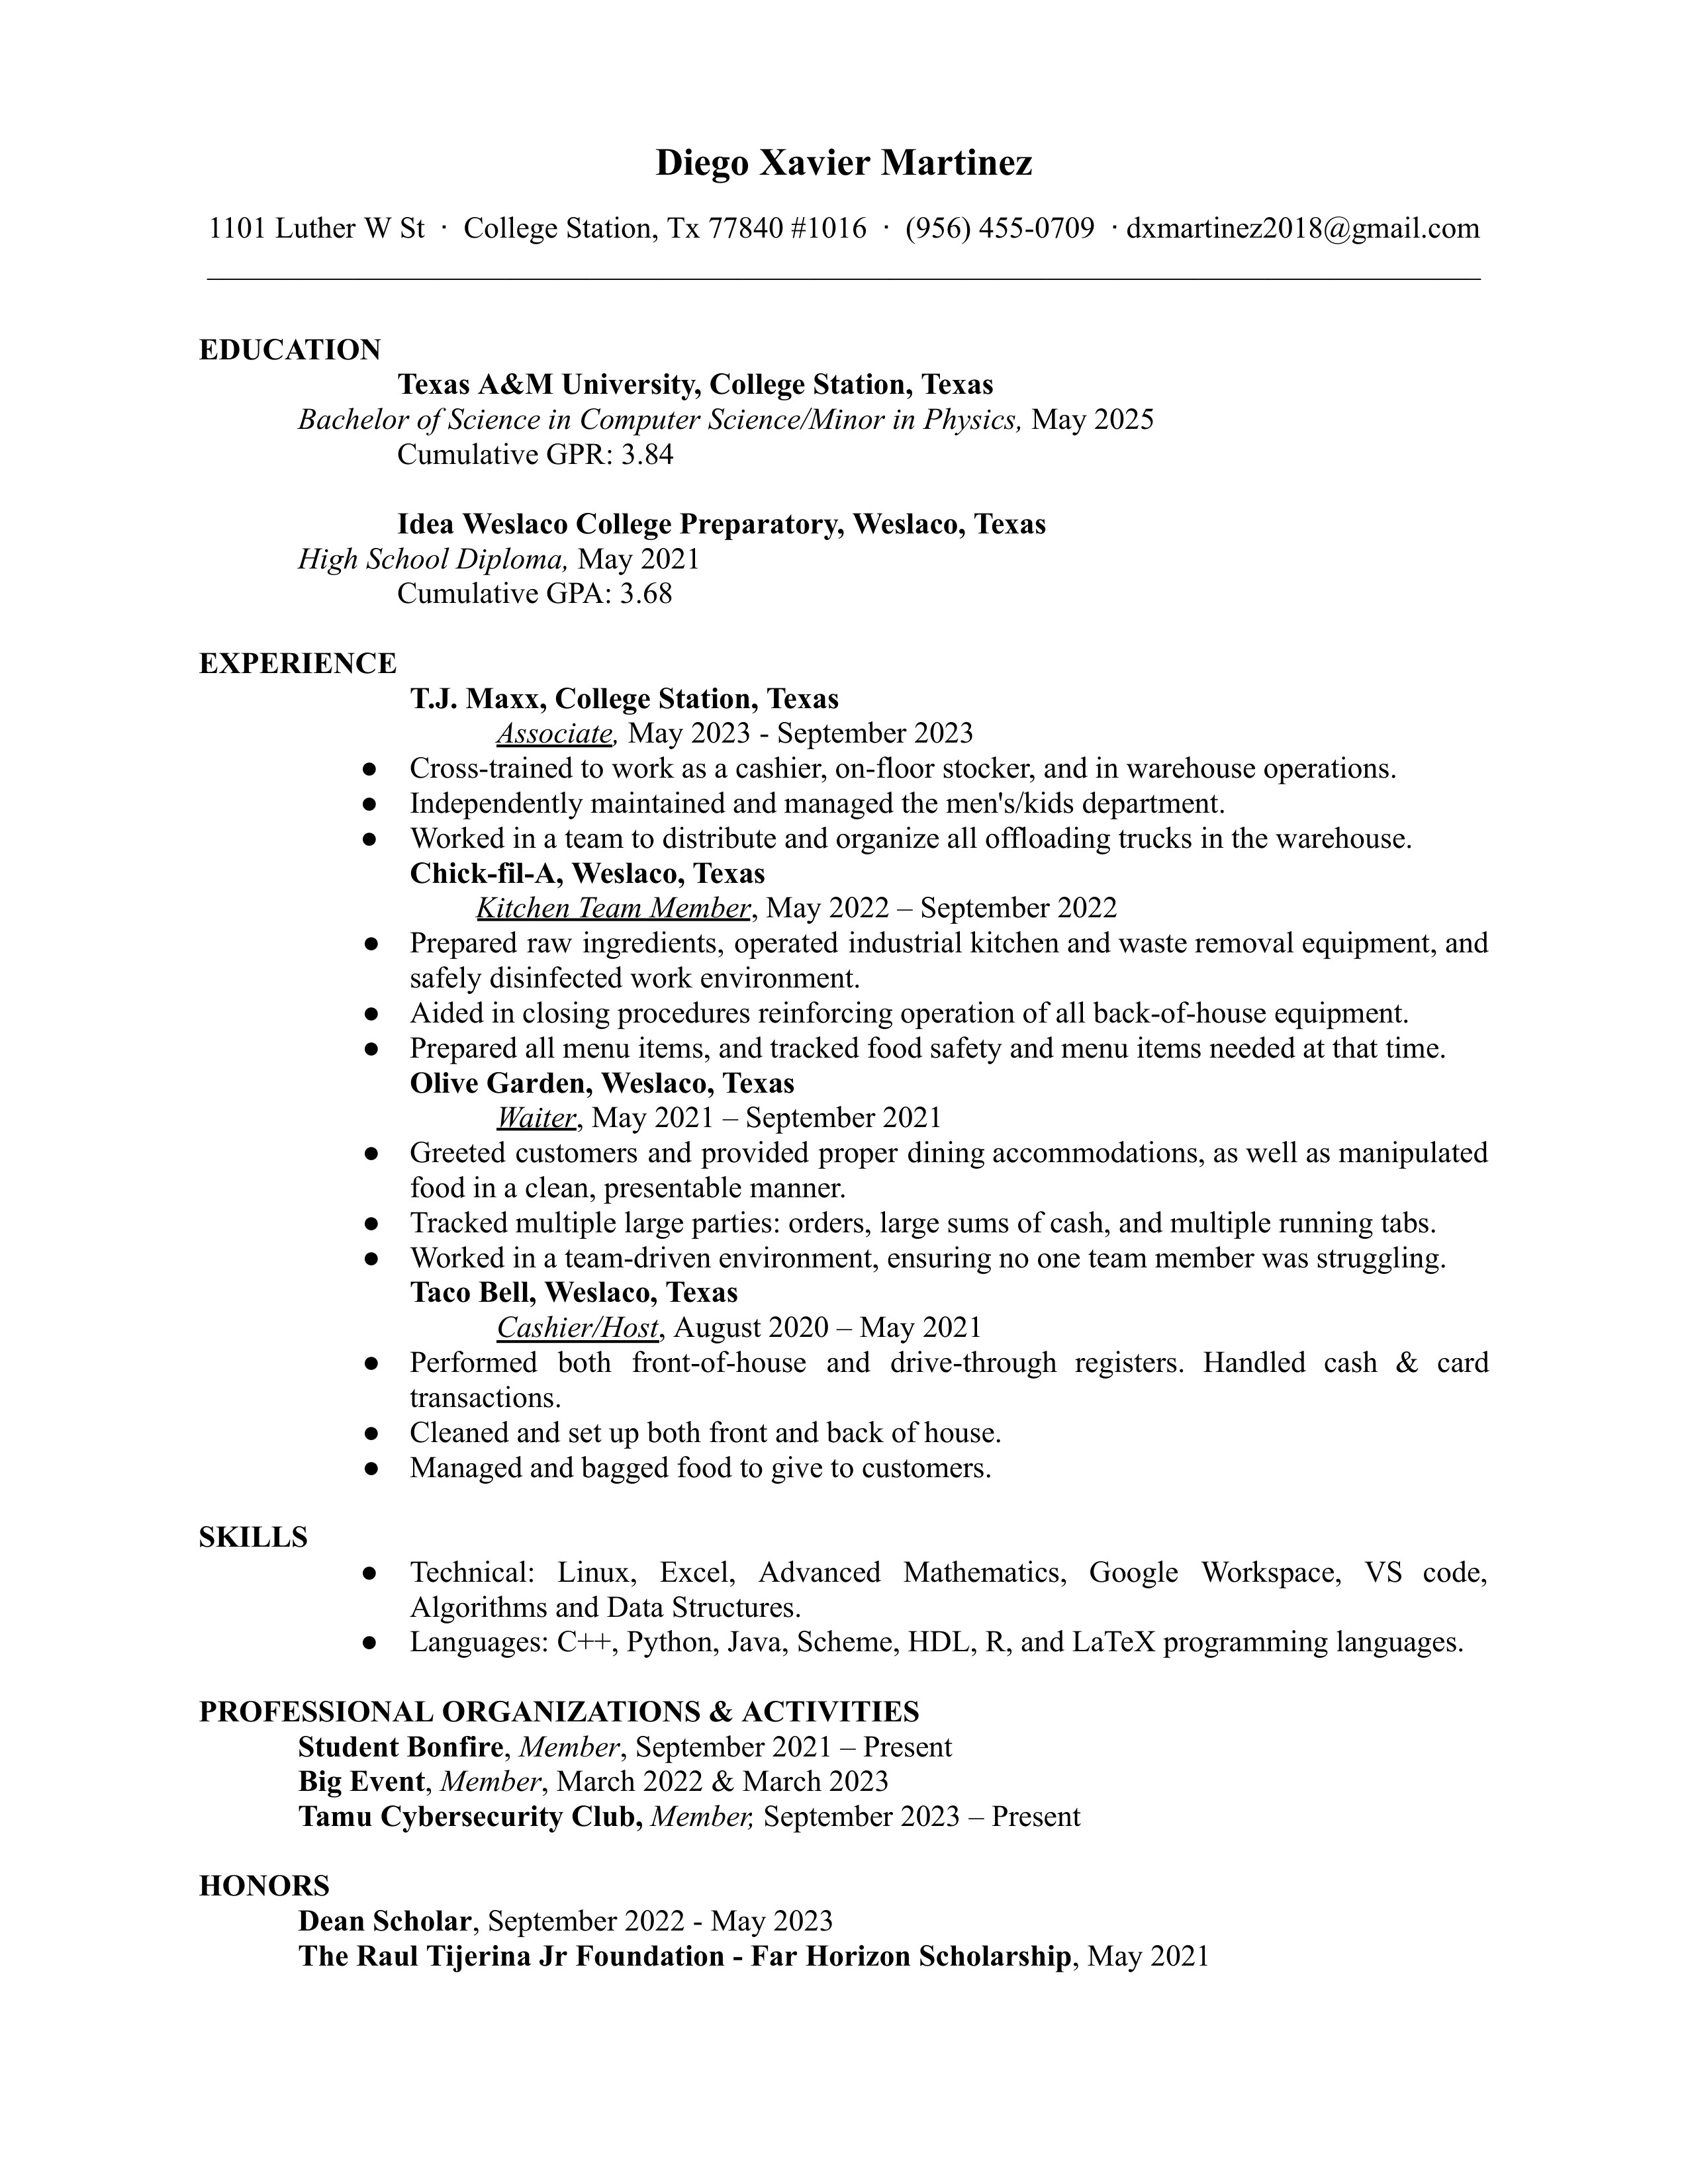 Diego Xavier Martinez
1101 Luther W St · College Station, Tx 77840 #1016 · (956) 455-0709 · dxmartinez2018@gmail.com
EDUCATION
Texas A&M University, College Station, Texas
Bachelor of Science in Computer Science/Minor in Physics, May 2025
Cumulative GPR: 3.84
Idea Weslaco College Preparatory, Weslaco, Texas
High School Diploma, May 2021
Cumulative GPA: 3.68
EXPERIENCE
T.J. Maxx, College Station, Texas
Associate, May 2023 - September 2023
● Cross-trained to work as a cashier, on-floor stocker, and in warehouse operations.
● Independently maintained and managed the men's/kids department.
● Worked in a team to distribute and organize all offloading trucks in the warehouse.
Chick-fil-A, Weslaco, Texas
Kitchen Team Member, May 2022 – September 2022
● Prepared raw ingredients, operated industrial kitchen and waste removal equipment, and
safely disinfected work environment.
● Aided in closing procedures reinforcing operation of all back-of-house equipment.
● Prepared all menu items, and tracked food safety and menu items needed at that time.
Olive Garden, Weslaco, Texas
Waiter, May 2021 – September 2021
● Greeted customers and provided proper dining accommodations, as well as manipulated
food in a clean, presentable manner.
● Tracked multiple large parties: orders, large sums of cash, and multiple running tabs.
● Worked in a team-driven environment, ensuring no one team member was struggling.
Taco Bell, Weslaco, Texas
Cashier/Host, August 2020 – May 2021
● Performed both front-of-house and drive-through registers. Handled cash & card
transactions.
● Cleaned and set up both front and back of house.
● Managed and bagged food to give to customers.
SKILLS
● Technical: Linux, Excel, Advanced Mathematics, Google Workspace, VS code,
Algorithms and Data Structures.
● Languages: C++, Python, Java, Scheme, HDL, R, and LaTeX programming languages.
PROFESSIONAL ORGANIZATIONS & ACTIVITIES
Student Bonfire, Member, September 2021 – Present
Big Event, Member, March 2022 & March 2023
Tamu Cybersecurity Club, Member, September 2023 – Present
HONORS
Dean Scholar, September 2022 - May 2023
The Raul Tijerina Jr Foundation - Far Horizon Scholarship, May 2021